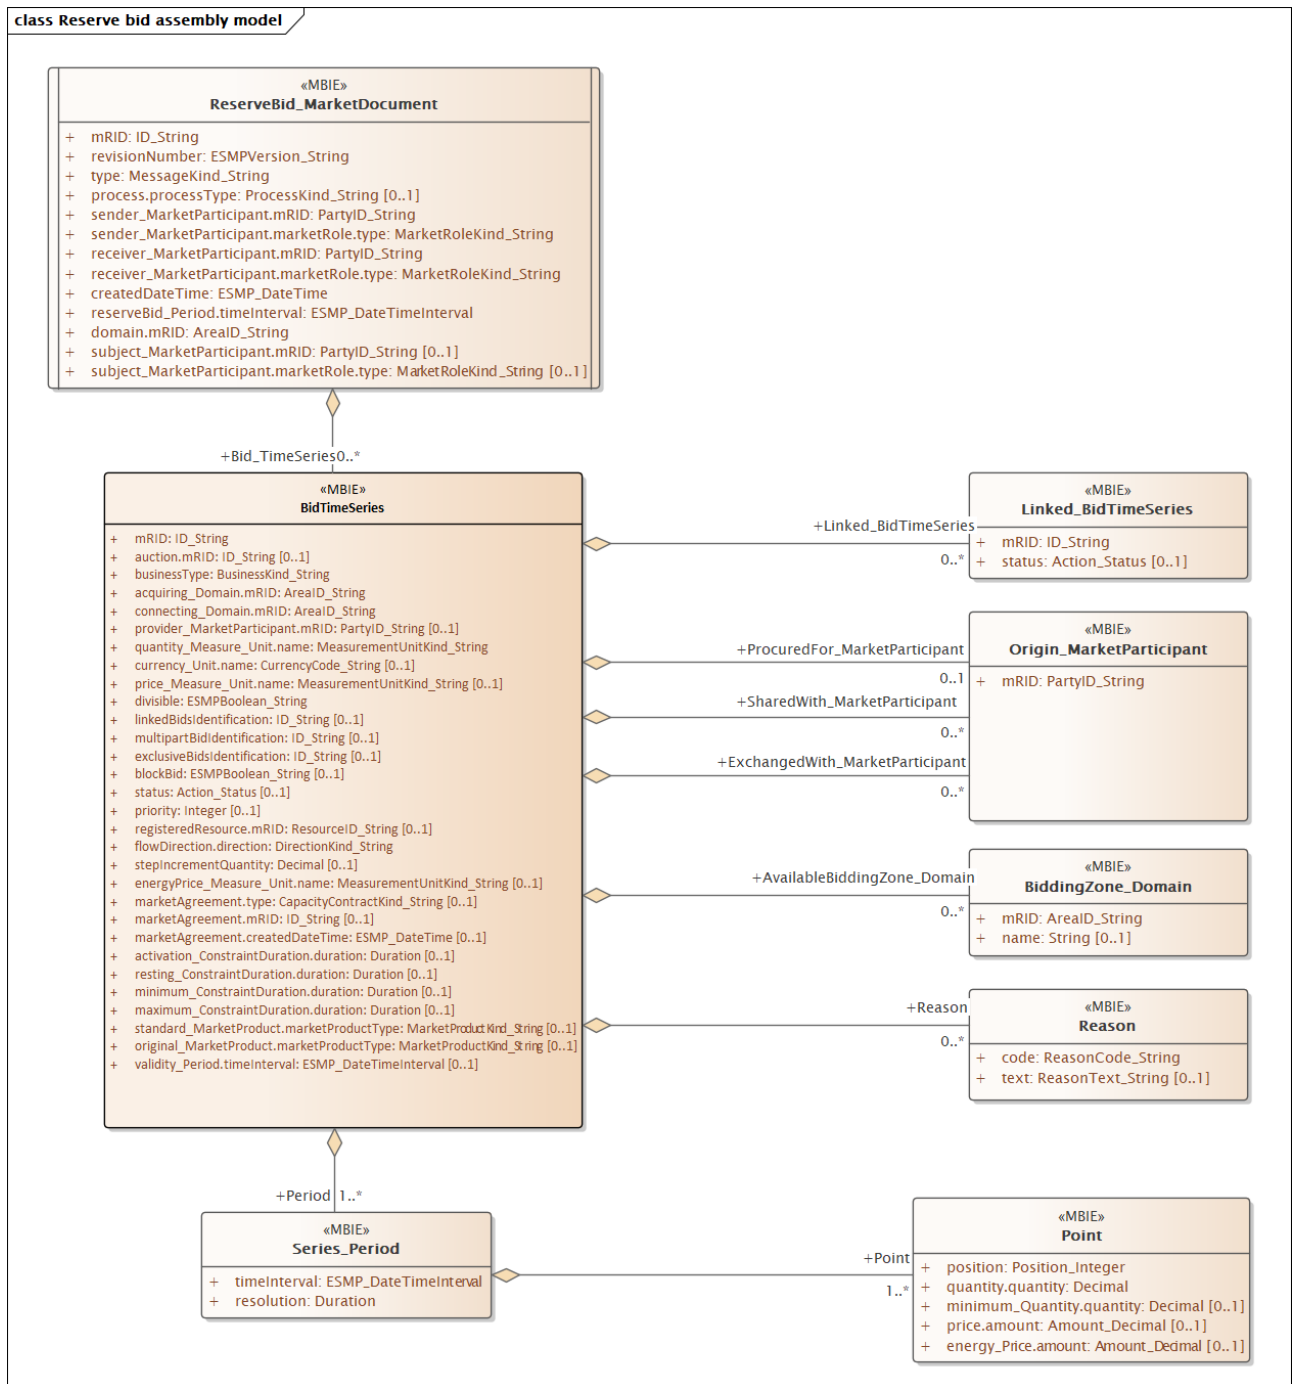 class Reserve bid assembly model
«MBIE»
ReserveBid_MarketDocument
+ mRID: ID_String
+ revisionNumber: ESMPVersion_String
+ type: MessageKind_String
+ process.processType: ProcessKind_String [0..1]
+ sender_MarketParticipant.mRID: PartyID_String
+ sender_MarketParticipant.marketRole.type: MarketRoleKind_String
+ receiver_MarketParticipant.mRID: PartyID_String
+ receiver_MarketParticipant.marketRole.type: MarketRoleKind_String
+ createdDateTime: ESMP_DateTime
+ reserveBid_Period.timeInterval: ESMP_DateTimeInterval
+ domain.mRID: AreaID_String
+ subject_MarketParticipant.mRID: PartyID_String [0..1]
+ subject_MarketParticipant.marketRole.type: MarketRoleKind_String [0..1]
+Bid_TimeSeries 0..*
«MBIE»
BidTimeSeries
+ mRID: ID_String
+ auction.mRID: ID_String [0..1]
+ businessType: BusinessKind_String
+ acquiring_Domain.mRID: AreaID_String
+ connecting_Domain.mRID: AreaID_String
+ provider_MarketParticipant.mRID: PartyID_String [0..1]
+ quantity_Measure_Unit.name: MeasurementUnitKind_String
+ currency_Unit.name: CurrencyCode_String [0..1]
+ price_Measure_Unit.name: MeasurementUnitKind_String [0..1]
+ divisible: ESMPBoolean_String
+ linkedBidsIdentification: ID_String [0..1]
+ multipartBidIdentification: ID_String [0..1]
+ exclusiveBidsIdentification: ID_String [0..1]
+ blockBid: ESMPBoolean_String [0..1]
+ status: Action_Status [0..1]
+ priority: Integer [0..1]
+ registeredResource.mRID: ResourceID_String [0..1]
+ flowDirection.direction: DirectionKind_String
+ stepIncrementQuantity: Decimal [0..1]
+ energyPrice_Measure_Unit.name: MeasurementUnitKind_String [0..1]
+ marketAgreement.type: CapacityContractKind_String [0..1]
+ marketAgreement.mRID: ID_String [0..1]
+ marketAgreement.createdDateTime: ESMP_DateTime [0..1]
+ activation_ConstraintDuration.duration: Duration [0..1]
+ resting_ConstraintDuration.duration: Duration [0..1]
+ minimum_ConstraintDuration.duration: Duration [0..1]
+ maximum_ConstraintDuration.duration: Duration [0..1]
+ standard_MarketProduct.marketProductType: MarketProductKind_String [0..1]
+ original_MarketProduct.marketProductType: MarketProductKind_String [0..1]
+ validity_Period.timeInterval: ESMP_DateTimeInterval [0..1]
+Linked_BidTimeSeries
0..*
«MBIE»
Linked_BidTimeSeries
+ mRID: ID_String
+ status: Action_Status [0..1]
+ProcuredFor_MarketParticipant
0..1
+SharedWith_MarketParticipant
0..*
+ExchangedWith_MarketParticipant
0..*
«MBIE»
Origin_MarketParticipant
+ mRID: PartyID_String
+AvailableBiddingZone_Domain
0..*
«MBIE»
BiddingZone_Domain
+ mRID: AreaID_String
+ name: String [0..1]
+Reason
0..*
«MBIE»
Reason
+ code: ReasonCode_String
+ text: ReasonText_String [0..1]
+Period 1..*
«MBIE»
Series_Period
+ timeInterval: ESMP_DateTimeInterval
+ resolution: Duration
+Point
1..*
«MBIE»
Point
+ position: Position_Integer
+ quantity.quantity: Decimal
+ minimum_Quantity.quantity: Decimal [0..1]
+ price.amount: Amount_Decimal [0..1]
+ energy_Price.amount: Amount_Decimal [0..1]